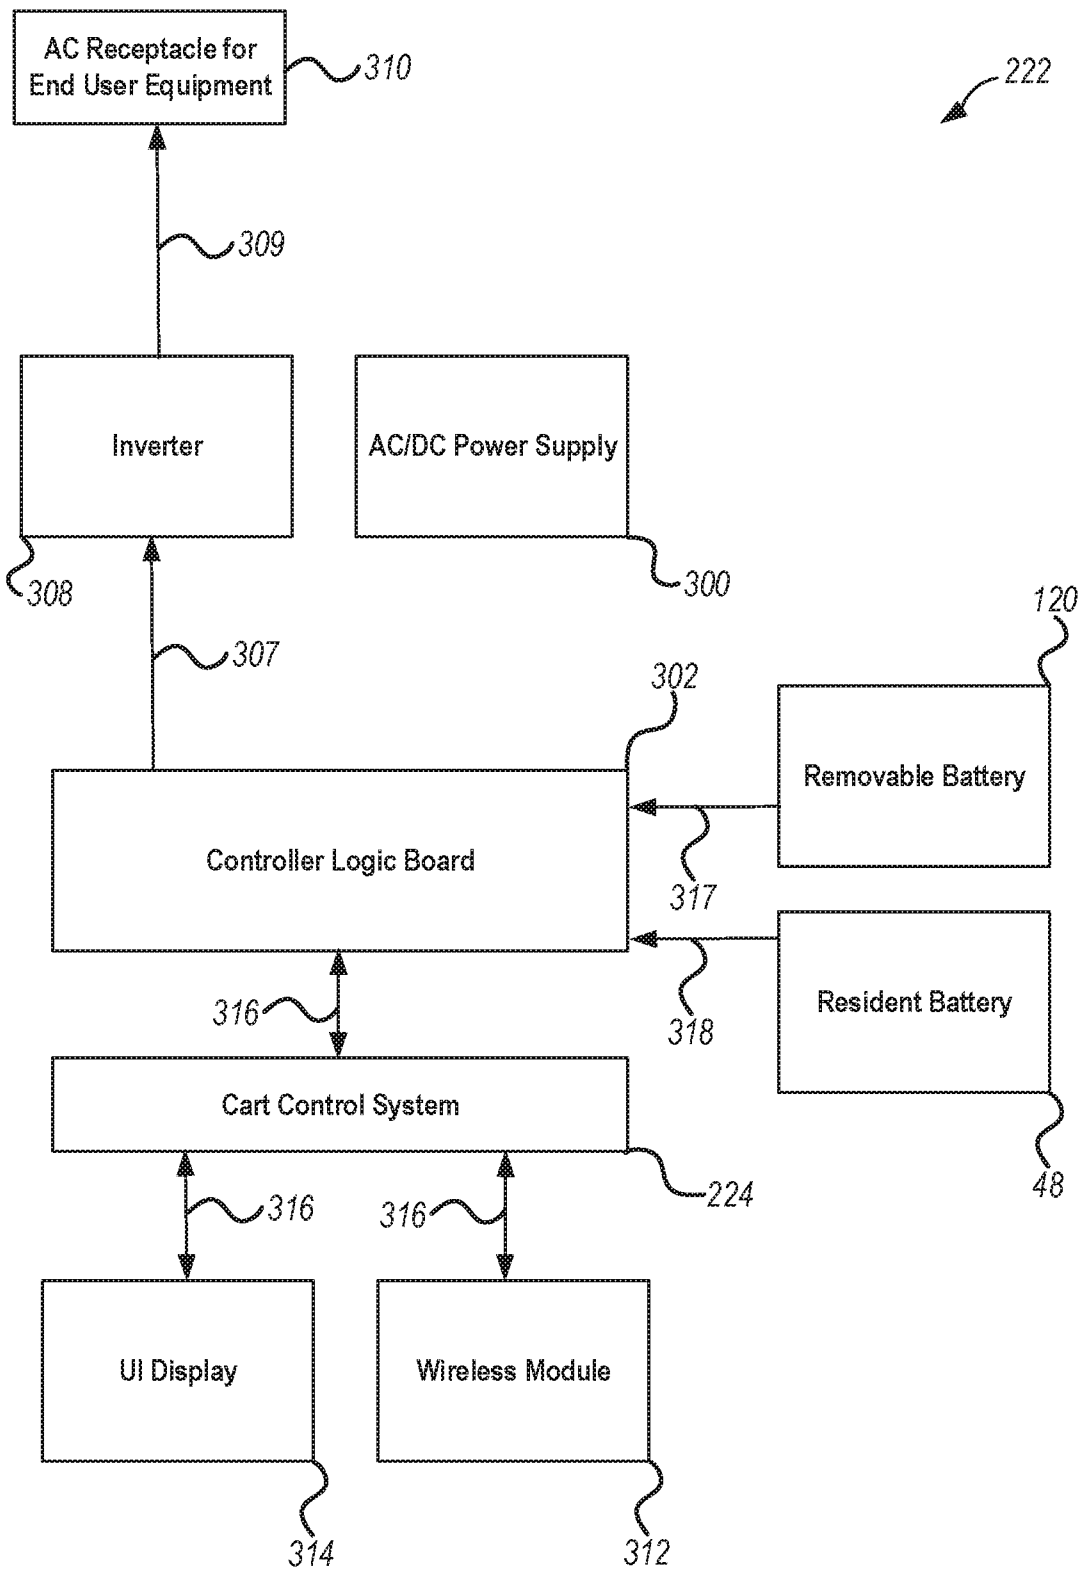 AC Receptacle for
End User Equipment
310
222
309
Inverter
AC/DC Power Supply
308
300
307
120
302
Removable Battery
Controller Logic Board
317
316
318
Resident Battery
Cart Control System
224
48
316
316
UI Display
Wireless Module
314
312